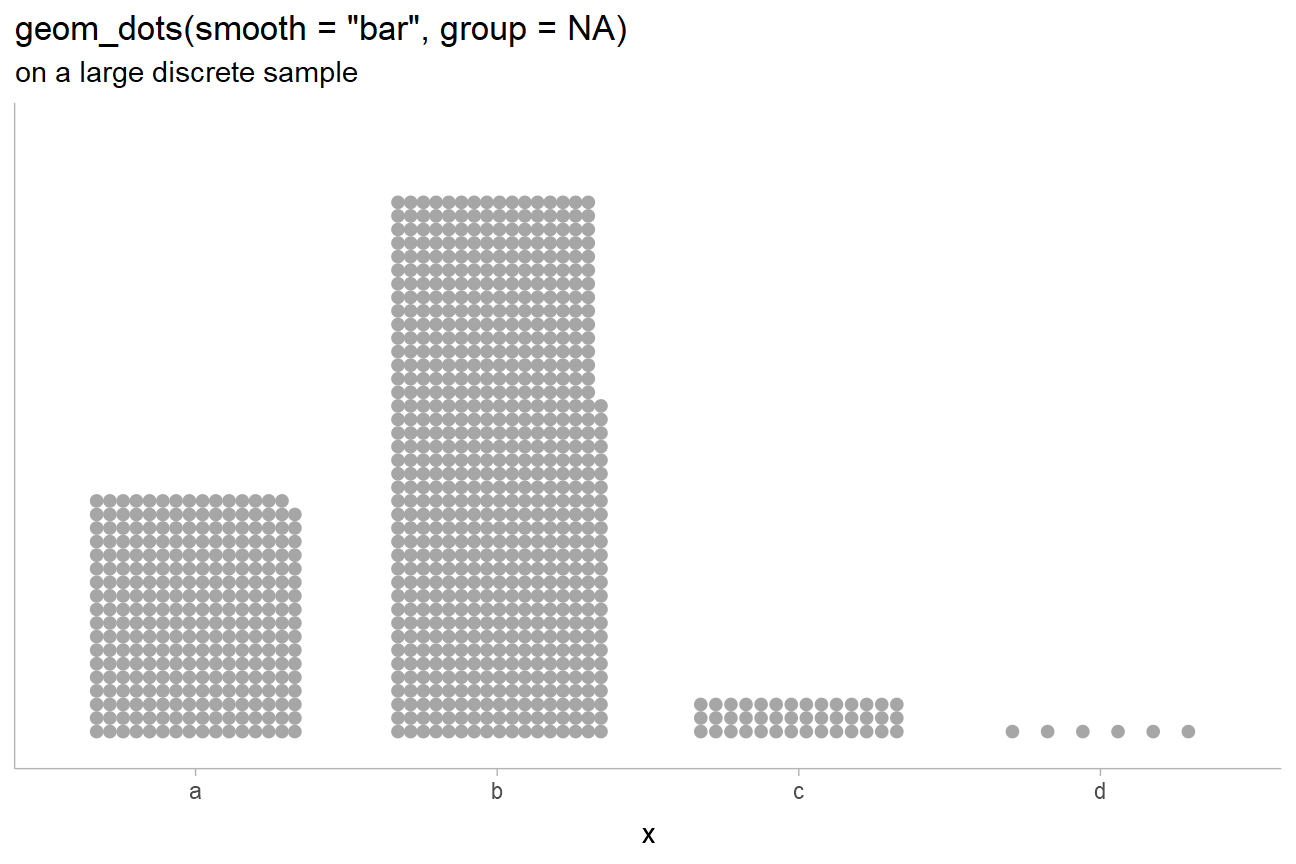 geom_dots(smooth = "bar", group = NA)
on a large discrete sample
a b c d
x